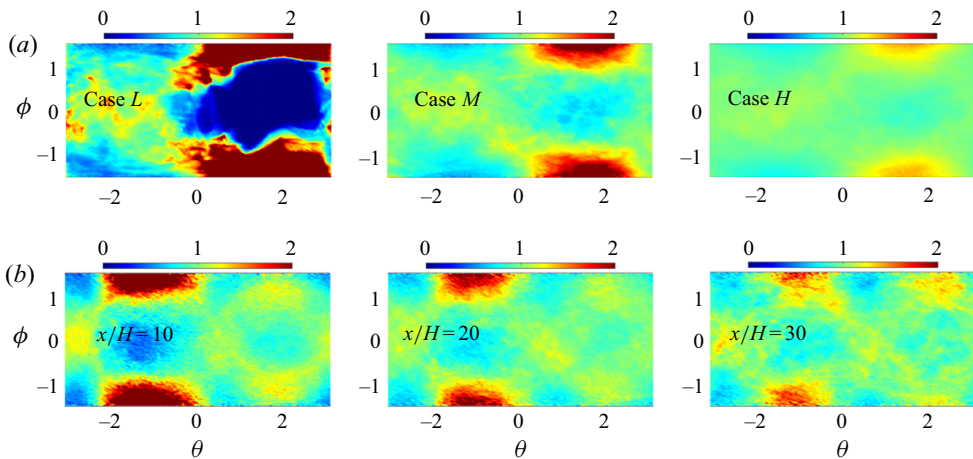 0 1 2 0 1 2 0 1 2
(a)
1 1 1
ϕ 0 0 0
Case L Case M Case H
–1 –1 –1
–2 0 2 –2 0 2 –2 0 2
0 1 2 0 1 2 0 1 2
(b)
1 1 1
ϕ 0 0 0
x/H = 10 x/H = 20 x/H = 30
–1 –1 –1
–2 0 2 –2 0 2 –2 0 2
θ θ θ